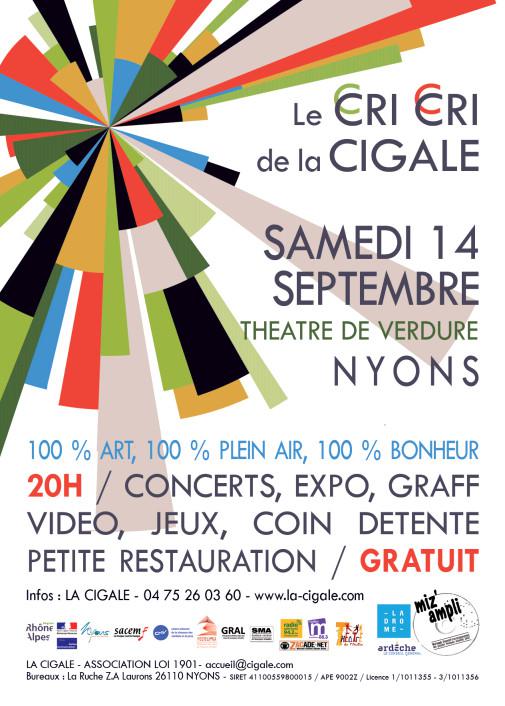 Le CRI CRI
de la CIGALE
SAMEDI 14
SEPTEMBRE
THEATRE DE VERDURE
NYONS
100 % ART, 100 % PLEIN AIR, 100 % BONHEUR
20H / CONCERTS, EXPO, GRAFF
VIDEO, JEUX, COIN DETENTE
PETITE RESTAURATION / GRATUIT
Infos : LA CIGALE - 04 75 26 03 60 - www.la-cigale.com
Rhône Alpes
Nyons
sacem
GRAL
SMA
radio
M
ZICADE.NET
LA DROME
ardèche
miz' ampli
LA CIGALE - ASSOCIATION LOI 1901- accueil@cigale.com
Bureaux : La Ruche Z.A Laurons 26110 NYONS - SIRET 41100559800015 / APE 9002Z / Licence 1/1011355 - 3/1011356